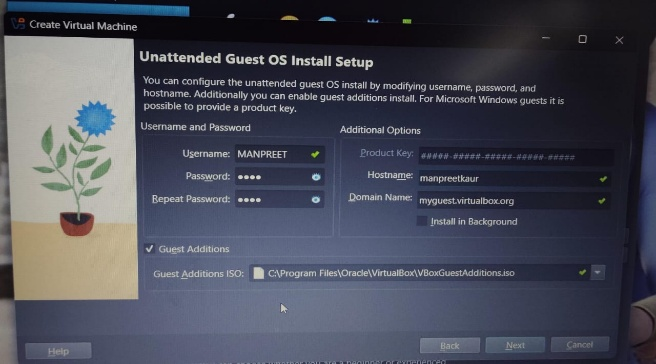 Create Virtual Machine
Unattended Guest OS Install Setup
You can configure the unattended guest OS install by modifying username, password, and
hostname. Additionally you can enable guest additions install. For Microsoft Windows guests it is
possible to provide a product key.
Username and Password
Username: MANPREET
Password: ●●●●
Repeat Password: ●●●●
Additional Options
Product Key: #####-#####-#####-#####-#####
Hostname: manpreetkaur
Domain Name: myguest.virtualbox.org
Install in Background
Guest Additions
Guest Additions ISO: C:\Program Files\Oracle\VirtualBox\VBoxGuestAdditions.iso
Help
Back
Next
Cancel